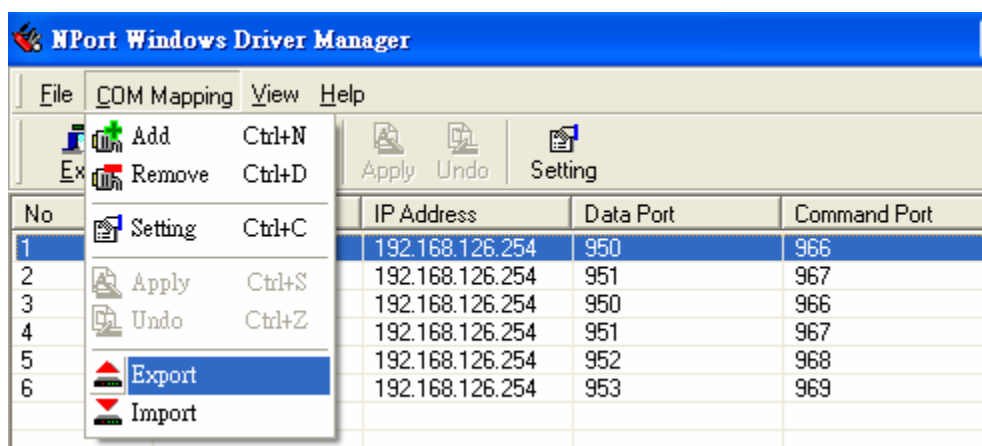 NPort Windows Driver Manager
File COM Mapping View Help
Add Ctrl+N
Remove Ctrl+D
Setting Ctrl+C
Apply Ctrl+S
Undo Ctrl+Z
Export
Import
Ex
Apply Undo Setting
No IP Address Data Port Command Port
1 192.168.126.254 950 966
2 192.168.126.254 951 967
3 192.168.126.254 950 966
4 192.168.126.254 951 967
5 192.168.126.254 952 968
6 192.168.126.254 953 969